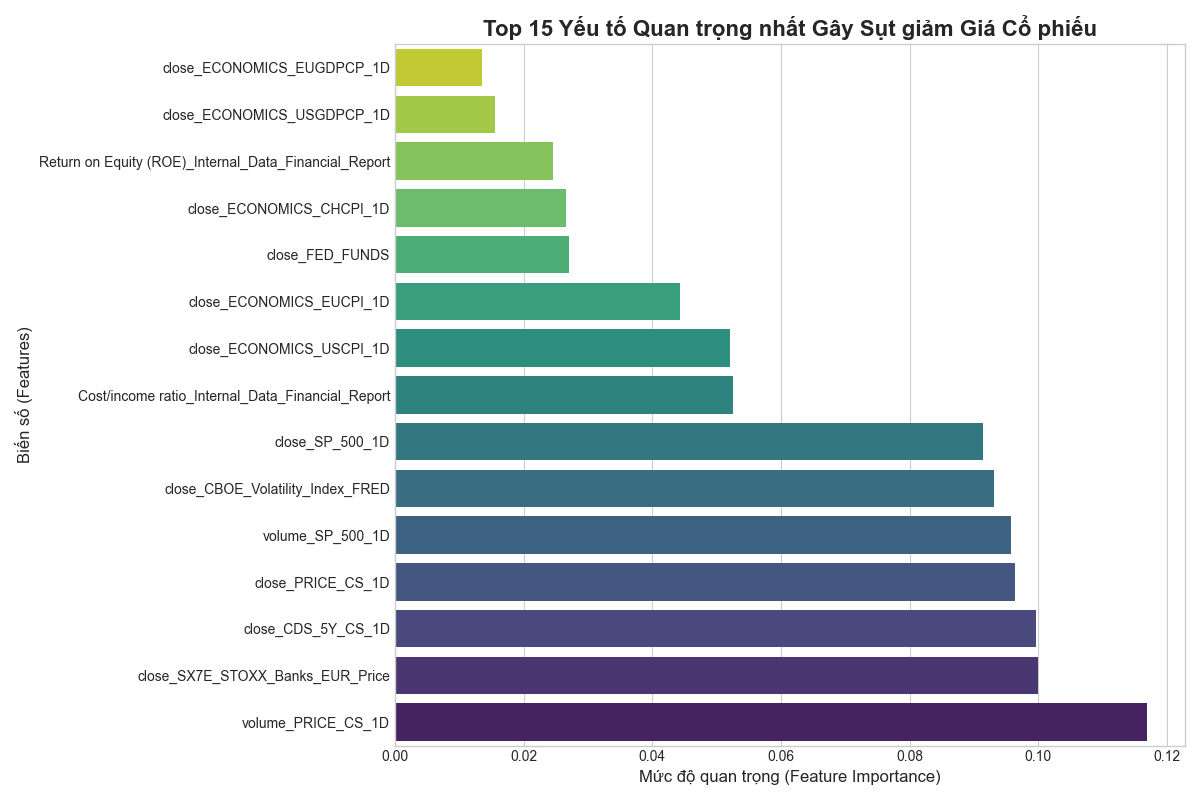 Top 15 Yếu tố Quan trọng nhất Gây Sụt giảm Giá Cổ phiếu
close_ECONOMICS_EUGDPCP_1D
close_ECONOMICS_USGDPCP_1D
Return on Equity (ROE)_Internal_Data_Financial_Report
close_ECONOMICS_CHCPI_1D
close_FED_FUNDS
close_ECONOMICS_EUCPI_1D
close_ECONOMICS_USCPI_1D
Cost/income ratio_Internal_Data_Financial_Report
close_SP_500_1D
close_CBOE_Volatility_Index_FRED
volume_SP_500_1D
close_PRICE_CS_1D
close_CDS_5Y_CS_1D
close_SX7E_STOXX_Banks_EUR_Price
volume_PRICE_CS_1D
Biến số (Features)
0.00 0.02 0.04 0.06 0.08 0.10 0.12
Mức độ quan trọng (Feature Importance)